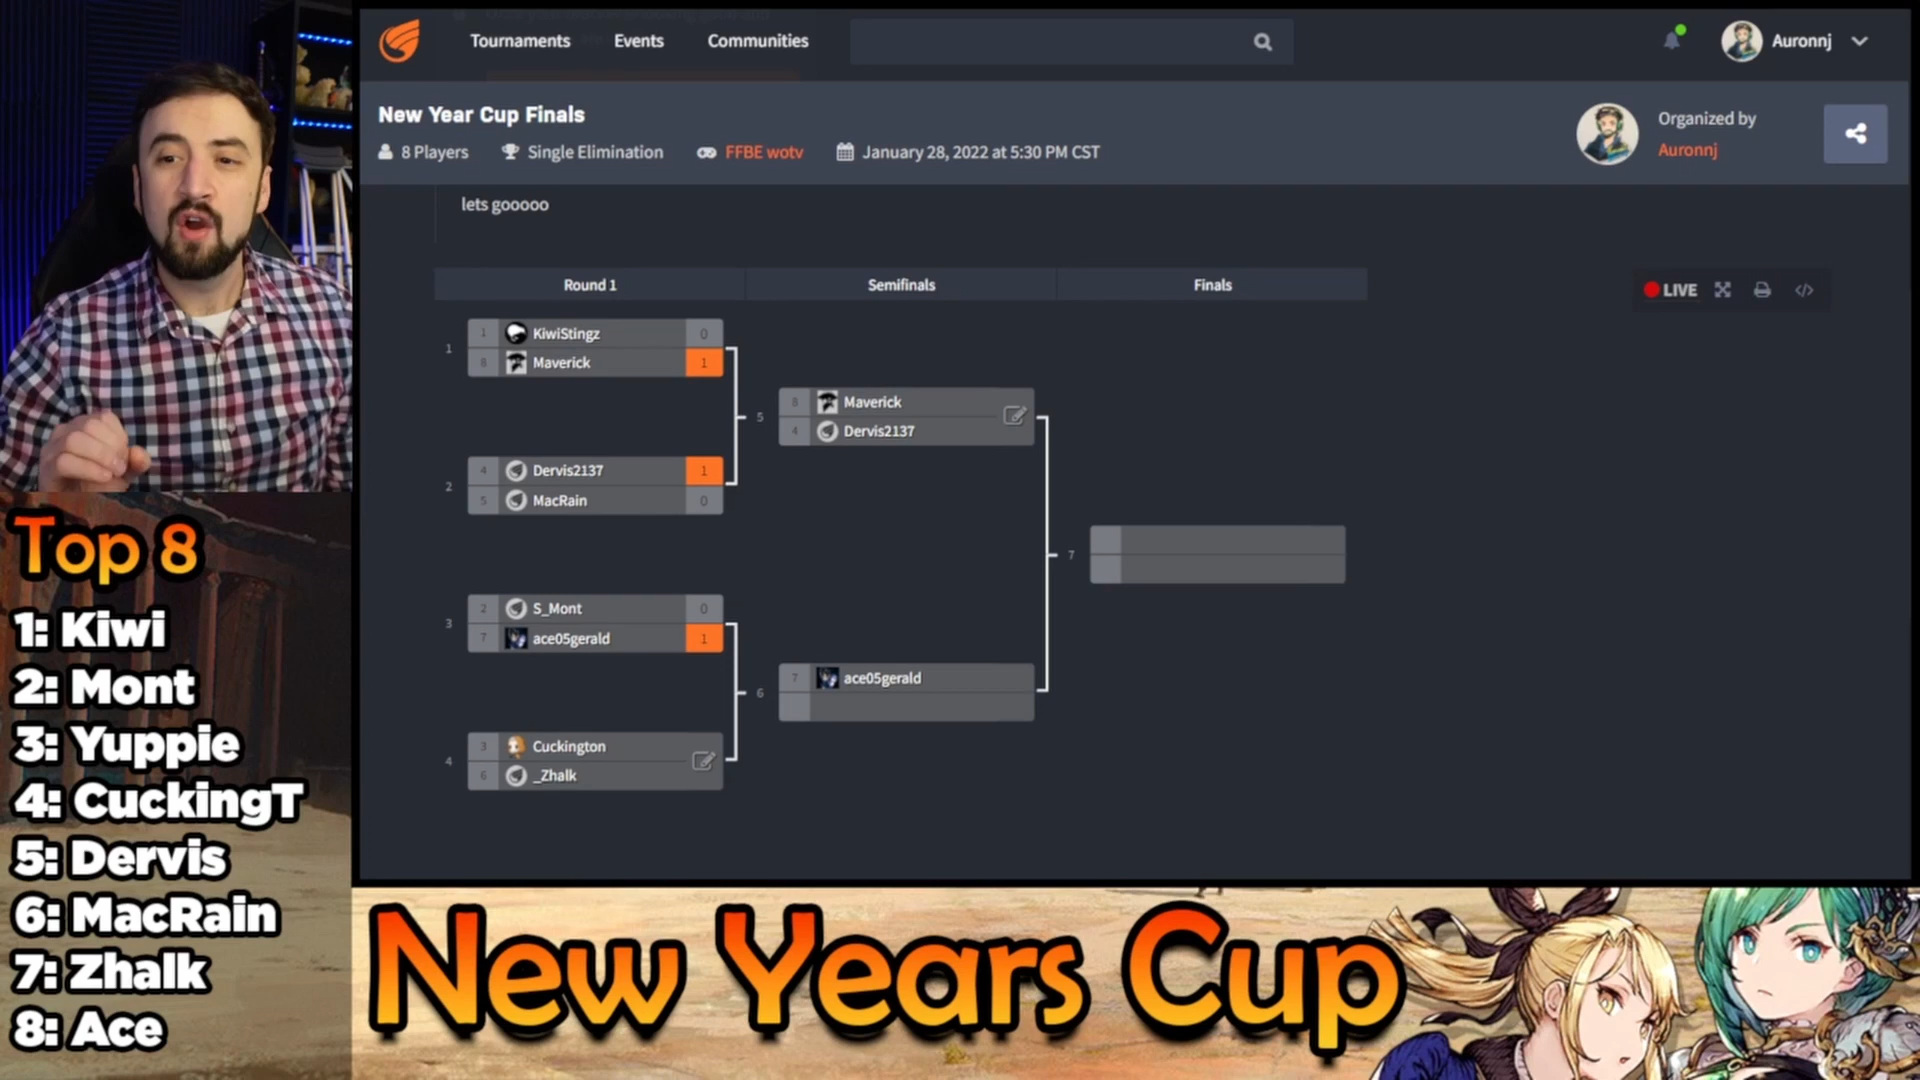 Tournaments Events Communities
Auronnj
New Year Cup Finals
8 Players Single Elimination FFBE wotv January 28, 2022 at 5:30 PM CST
Organized by
Auronnj
lets gooooo
Round 1 Semifinals Finals
LIVE
1
1 KiwiStingz 0
8 Maverick 1
2
4 Dervis2137 1
5 MacRain 0
3
2 S_Mont 0
7 ace05gerald 1
4
3 Cuckington
6 _Zhalk
5
8 Maverick
4 Dervis2137
6
7 ace05gerald
7
Top 8
1: Kiwi
2: Mont
3: Yuppie
4: CuckingT
5: Dervis
6: MacRain
7: Zhalk
8: Ace
New Years Cup